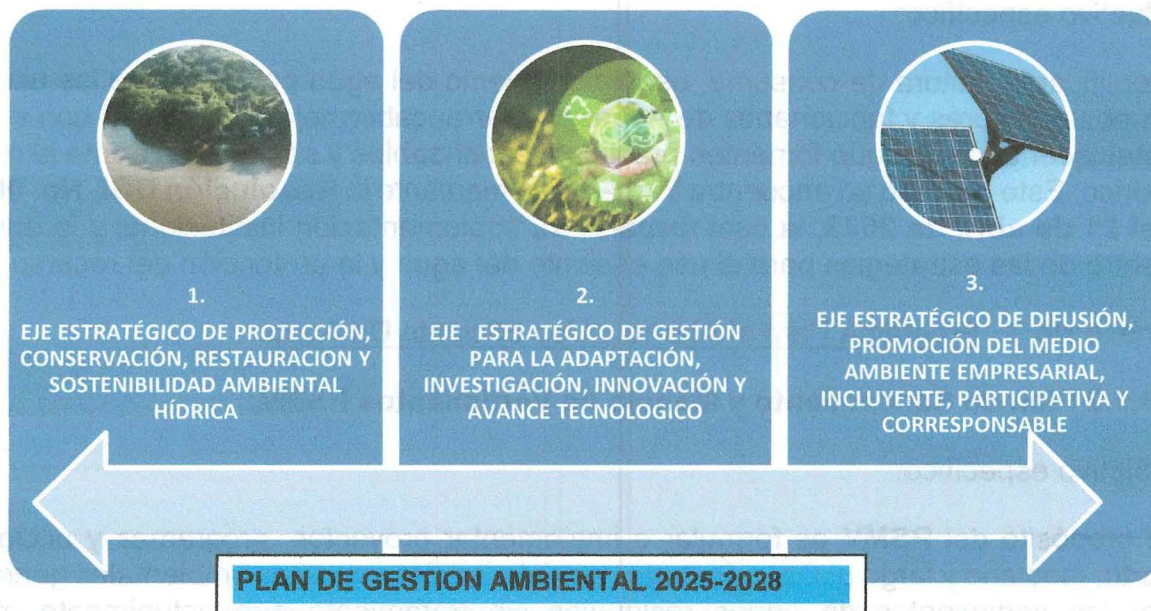 1.
EJE ESTRATÉGICO DE PROTECCIÓN,
CONSERVACIÓN, RESTAURACION Y
SOSTENIBILIDAD AMBIENTAL
HÍDRICA
2.
EJE ESTRATÉGICO DE GESTIÓN
PARA LA ADAPTACIÓN,
INVESTIGACIÓN, INNOVACIÓN Y
AVANCE TECNOLOGICO
3.
EJE ESTRATÉGICO DE DIFUSIÓN,
PROMOCIÓN DEL MEDIO
AMBIENTE EMPRESARIAL,
INCLUYENTE, PARTICIPATIVA Y
CORRESPONSABLE
PLAN DE GESTION AMBIENTAL 2025-2028